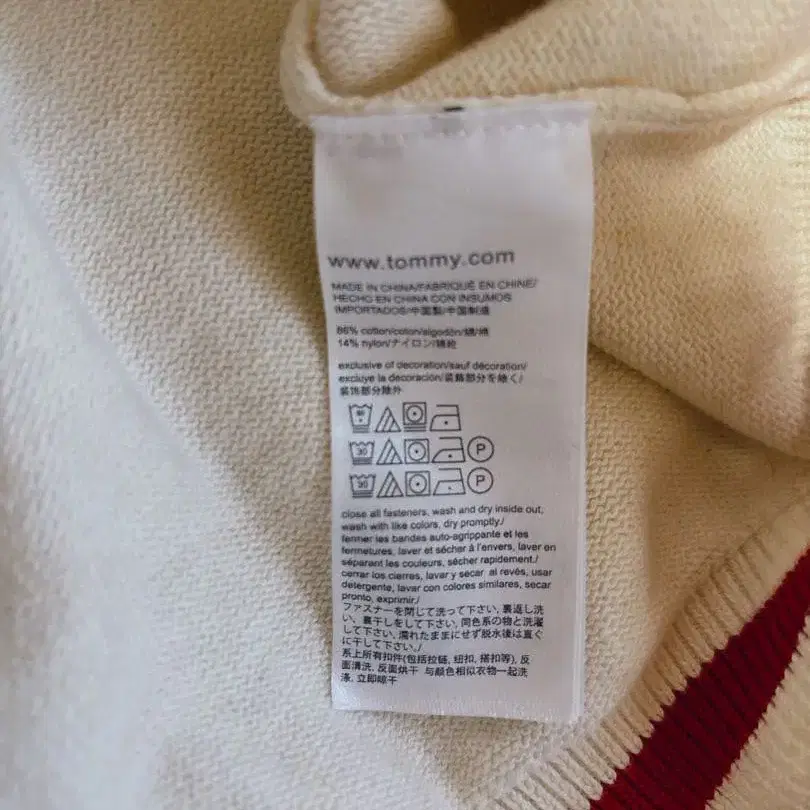 www.tommy.com
MADE IN CHINA/FABRIQUÉ EN CHINE/
HECHO EN CHINA CON INSUMOS
IMPORTADOS/中国製/中国制造
86% cotton/coton/algodón/綿/棉
14% nylon/ナイロン/锦纶
exclusive of decoration/sauf décoration/
excluye la decoración/装飾部分を除く/
装饰部分除外
30 P
30 P
close all fasteners, wash and dry inside out,
wash with like colors, dry promptly./
fermer les bandes auto-agrippante et les
fermetures, laver et sécher à l'envers, laver en
séparant les couleurs, sécher rapidement./
cerrar los cierres, lavar y secar al revés, usar
detergente, lavar con colores similares, secar
pronto, exprimir./
ファスナーを閉じて洗って下さい, 裏返し洗
い、裏干しをして下さい, 同色系の物と洗濯
して下さい, 濡れたままにせず脱水後は直ぐ
に干して下さい./
系上所有扣件(包括拉链, 纽扣, 搭扣等), 反
面清洗, 反面烘干 与颜色相似衣物一起洗
涤, 立即晾干